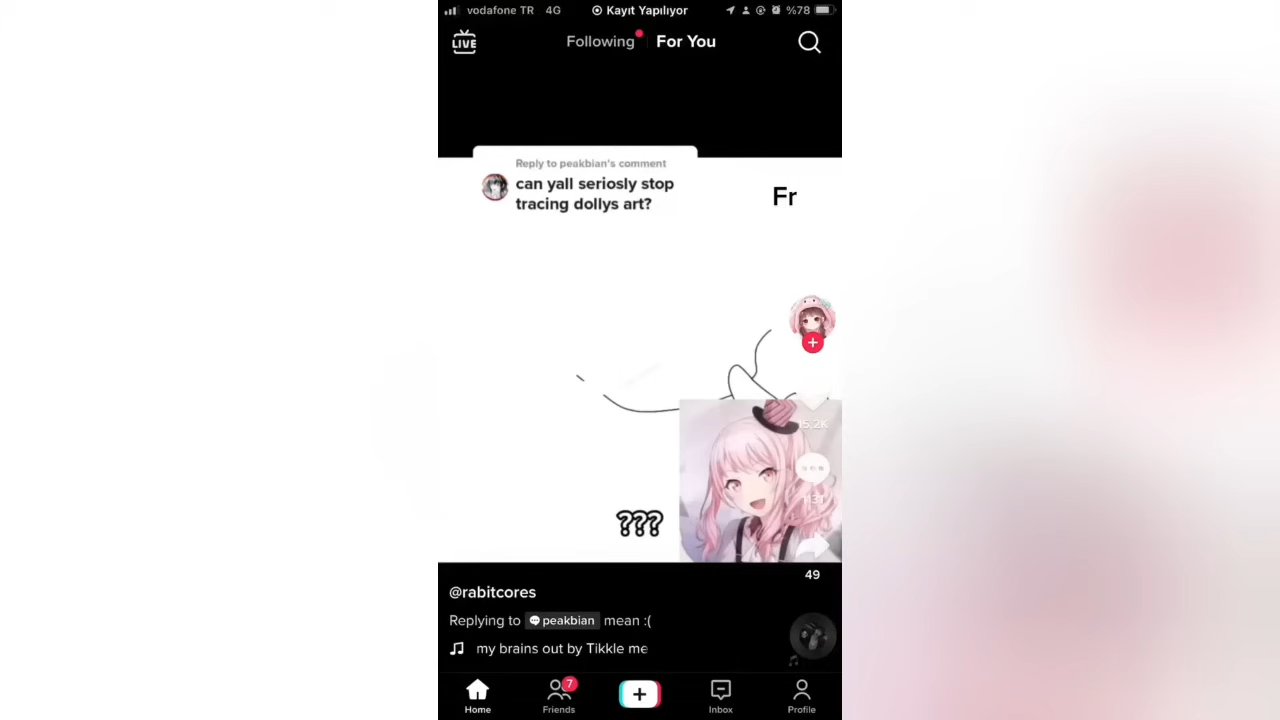 vodafone TR 4G Kayıt Yapılıyor %78
LIVE Following For You
Reply to peakbian's comment
can yall seriosly stop
tracing dollys art?
Fr
15.2K
???
49
@rabitcores
Replying to peakbian mean :(
my brains out by Tikkle me
7
Home Friends Inbox Profile